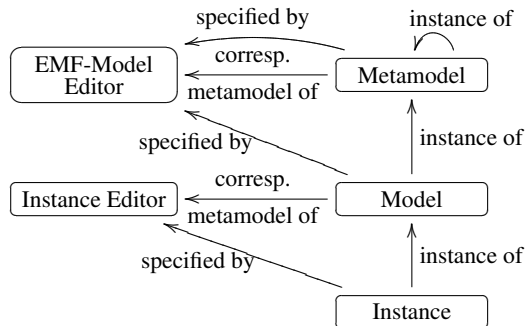 specified by
instance of
EMF-Model
Editor
corresp.
metamodel of
Metamodel
specified by
instance of
Instance Editor
corresp.
metamodel of
Model
specified by
instance of
Instance